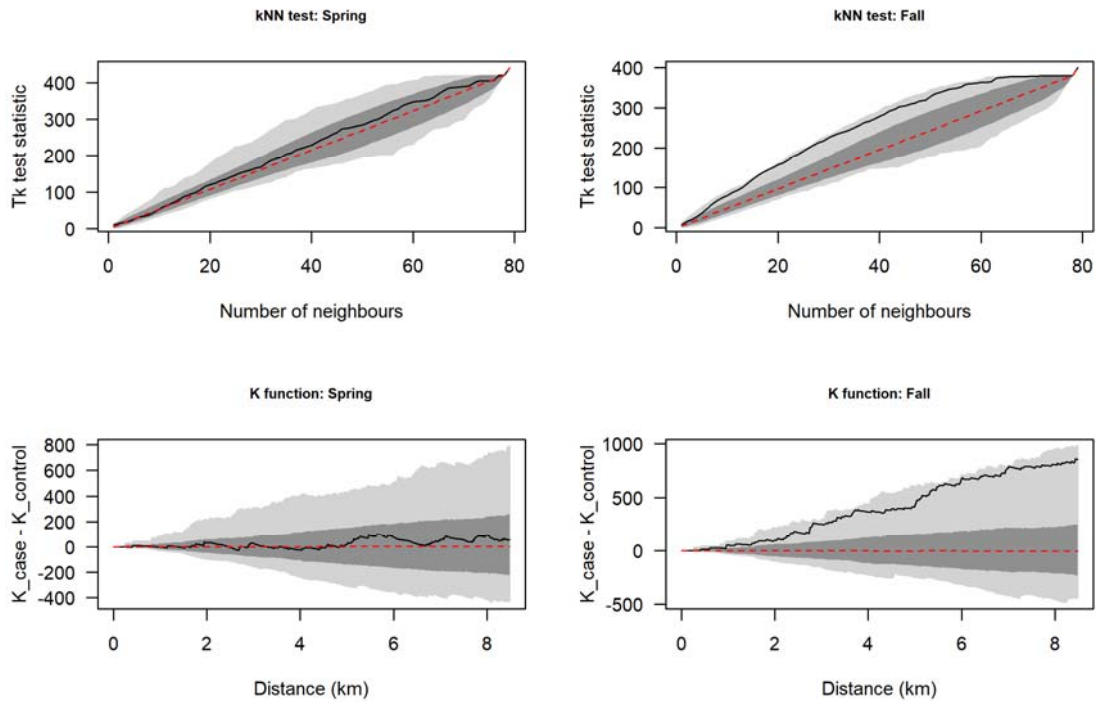 kNN test: Spring
Tk test statistic
400
300
200
100
0
0 20 40 60 80
Number of neighbours
kNN test: Fall
Tk test statistic
400
300
200
100
0
0 20 40 60 80
Number of neighbours
K function: Spring
K_case - K_control
800
600
400
200
0
-200
-400
0 2 4 6 8
Distance (km)
K function: Fall
K_case - K_control
1000
500
0
-500
0 2 4 6 8
Distance (km)